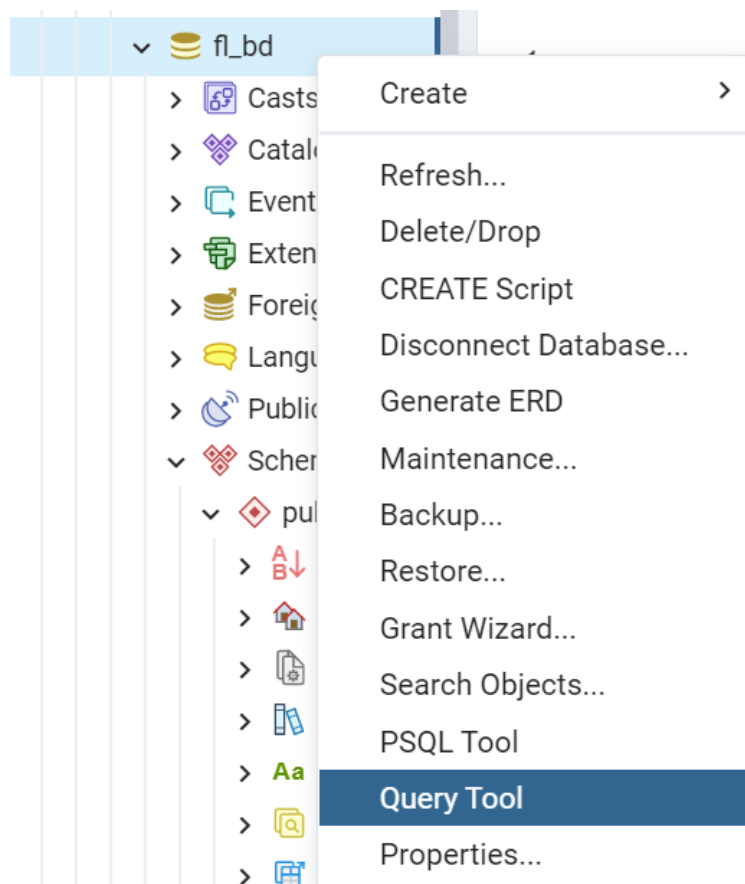 fl_bd
Casts
Create
Refresh...
Event
Delete/Drop
CREATE Script
Disconnect Database...
Generate ERD
Maintenance...
Backup...
Restore...
Grant Wizard...
Search Objects...
PSQL Tool
Aa
Query Tool
Properties...